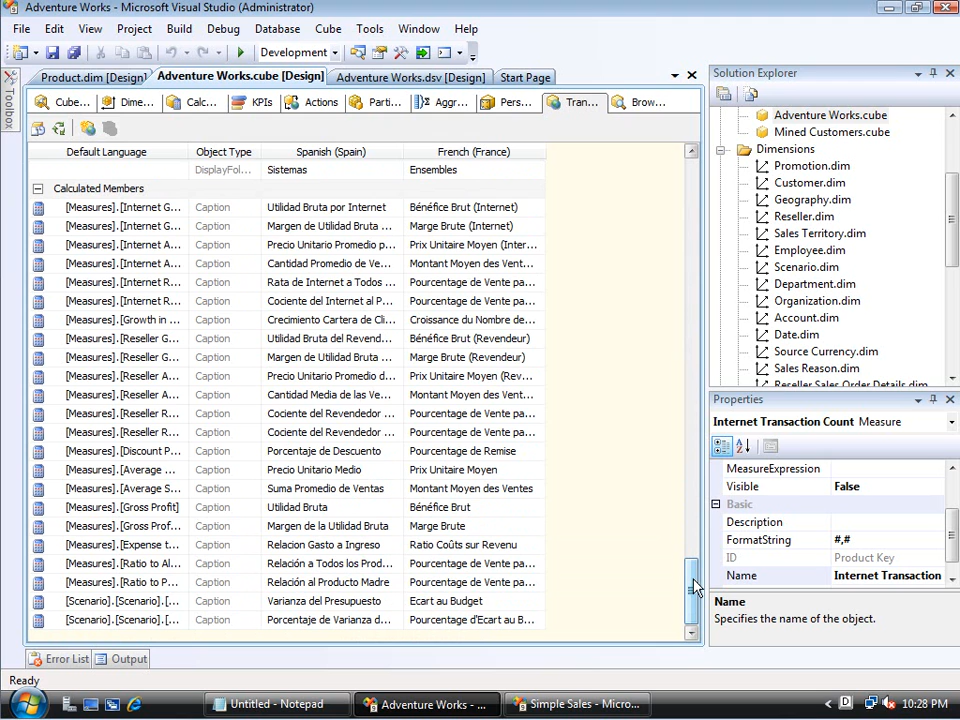 Adventure Works - Microsoft Visual Studio (Administrator)
File Edit View Project Build Debug Database Cube Tools Window Help
Development
Product.dim [Design] Adventure Works.cube [Design] Adventure Works.dsv [Design] Start Page
Toolbox
Cube... Dime... Calc... KPIs Actions Parti... Aggr... Pers... Tran... Brow...
Default Language Object Type Spanish (Spain) French (France)
DisplayFol... Sistemas Ensembles
Calculated Members
[Measures].[Internet G... Caption Utilidad Bruta por Internet Bénéfice Brut (Internet)
[Measures].[Internet G... Caption Margen de Utilidad Bruta ... Marge Brute (Internet)
[Measures].[Internet A... Caption Precio Unitario Promedio p... Prix Unitaire Moyen (Inter...
[Measures].[Internet A... Caption Cantidad Promedio de Ve... Montant Moyen des Vent...
[Measures].[Internet R... Caption Rata de Internet a Todos ... Pourcentage de Vente pa...
[Measures].[Internet R... Caption Cociente del Internet al P... Pourcentage de Vente pa...
[Measures].[Growth in ... Caption Crecimiento Cartera de Cli... Croissance du Nombre de...
[Measures].[Reseller G... Caption Utilidad Bruta del Revend... Bénéfice Brut (Revendeur)
[Measures].[Reseller G... Caption Margen de Utilidad Bruta ... Marge Brute (Revendeur)
[Measures].[Reseller A... Caption Precio Unitario Promedio d... Prix Unitaire Moyen (Rev...
[Measures].[Reseller A... Caption Cantidad Media de las Ve... Montant Moyen des Vent...
[Measures].[Reseller R... Caption Cociente del Revendedor ... Pourcentage de Vente pa...
[Measures].[Reseller R... Caption Cociente del Revendedor ... Pourcentage de Vente pa...
[Measures].[Discount P... Caption Porcentaje de Descuento Pourcentage de Remise
[Measures].[Average ... Caption Precio Unitario Medio Prix Unitaire Moyen
[Measures].[Average S... Caption Suma Promedio de Ventas Montant Moyen des Ventes
[Measures].[Gross Profit] Caption Utilidad Bruta Bénéfice Brut
[Measures].[Gross Prof... Caption Margen de la Utilidad Bruta Marge Brute
[Measures].[Expense t... Caption Relacion Gasto a Ingreso Ratio Coûts sur Revenu
[Measures].[Ratio to Al... Caption Relación a Todos los Prod... Pourcentage de Vente pa...
[Measures].[Ratio to P... Caption Relación al Producto Madre Pourcentage de Vente pa...
[Scenario].[Scenario].[... Caption Varianza del Presupuesto Ecart au Budget
[Scenario].[Scenario].[... Caption Porcentaje de Varianza d... Pourcentage d'Ecart au B...
Solution Explorer
Adventure Works.cube
Mined Customers.cube
Dimensions
Promotion.dim
Customer.dim
Geography.dim
Reseller.dim
Sales Territory.dim
Employee.dim
Scenario.dim
Department.dim
Organization.dim
Account.dim
Date.dim
Source Currency.dim
Sales Reason.dim
Reseller Sales Order Details.dim
Properties
Internet Transaction Count Measure
MeasureExpression
Visible False
Basic
Description
FormatString #,#
ID Product Key
Name Internet Transaction
Name
Specifies the name of the object.
Error List Output
Ready
Untitled - Notepad Adventure Works - ... Simple Sales - Micro... D 10:28 PM